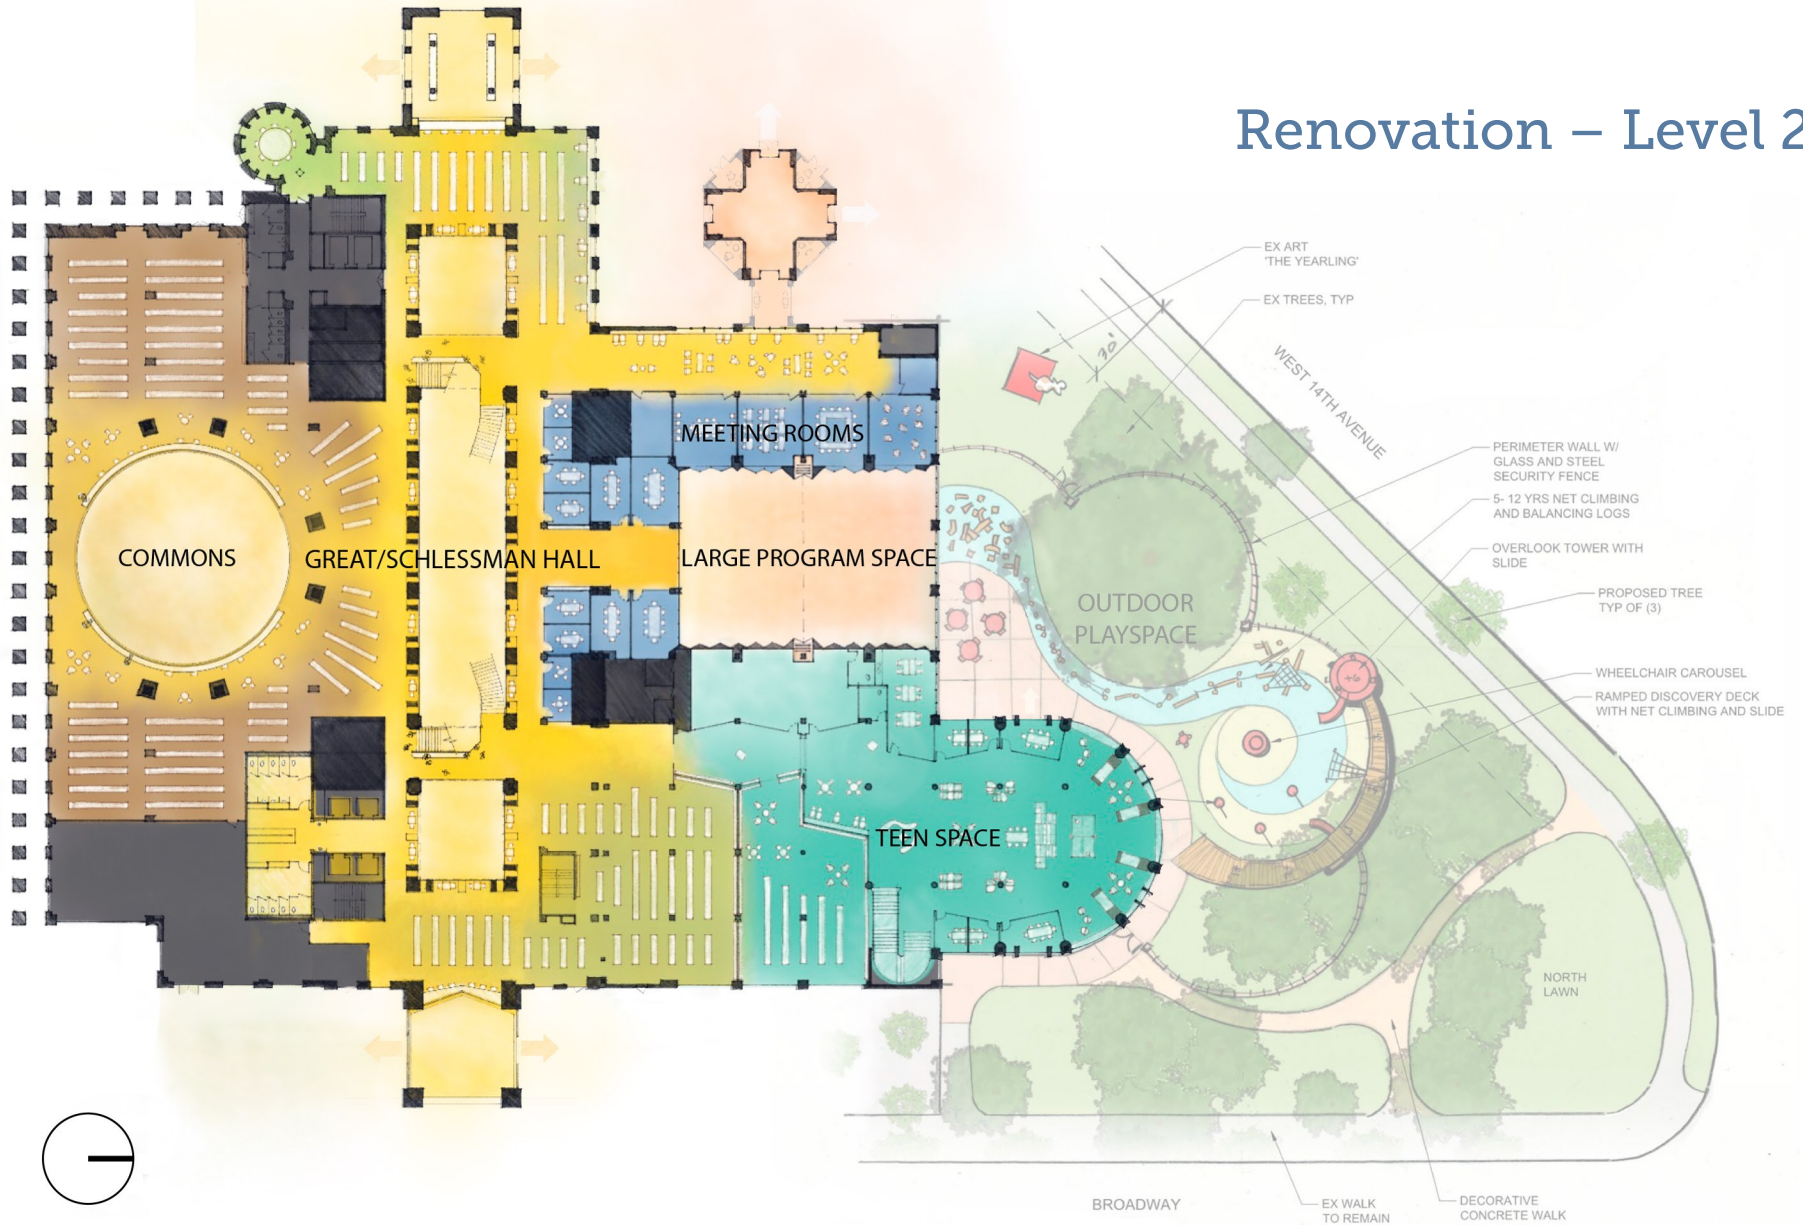 Renovation – Level 2
EX ART
'THE YEARLING'
EX TREES, TYP
30'
WEST 14TH AVENUE
MEETING ROOMS
PERIMETER WALL W/
GLASS AND STEEL
SECURITY FENCE
5- 12 YRS NET CLIMBING
AND BALANCING LOGS
OVERLOOK TOWER WITH
SLIDE
COMMONS
GREAT/SCHLESSMAN HALL
LARGE PROGRAM SPACE
OUTDOOR
PLAYSPACE
PROPOSED TREE
TYP OF (3)
WHEELCHAIR CAROUSEL
RAMPED DISCOVERY DECK
WITH NET CLIMBING AND SLIDE
TEEN SPACE
NORTH
LAWN
BROADWAY
EX WALK
TO REMAIN
DECORATIVE
CONCRETE WALK